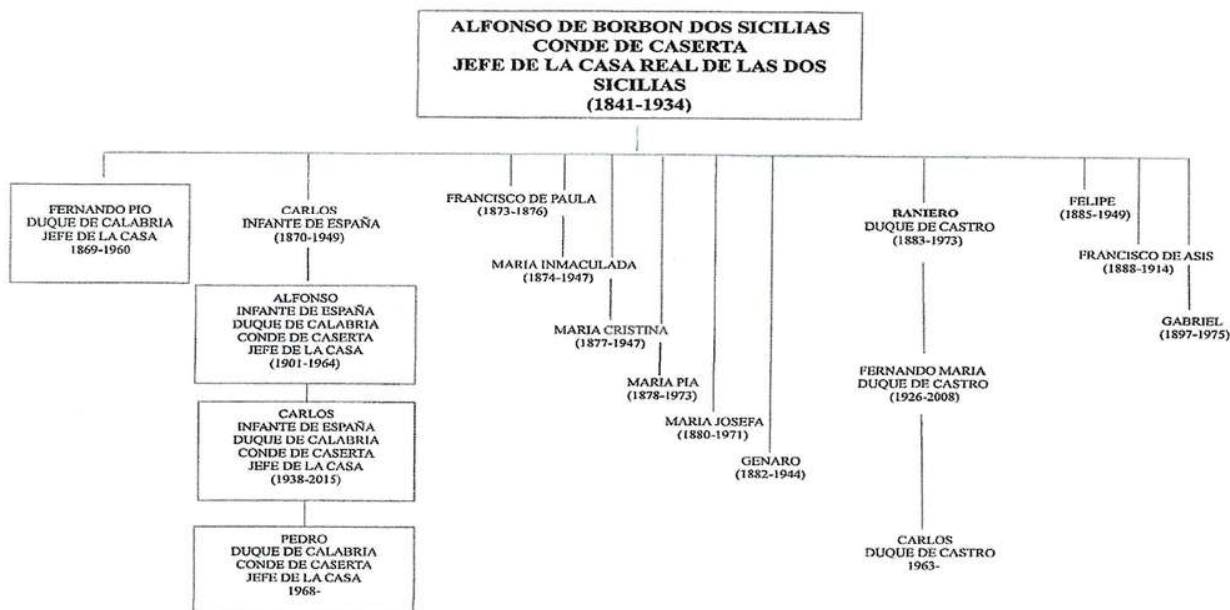 ALFONSO DE BORBON DOS SICILIAS
CONDE DE CASERTA
JEFE DE LA CASA REAL DE LAS DOS
SICILIAS
(1841-1934)
FERNANDO PIO
DUQUE DE CALABRIA
JEFE DE LA CASA
1869-1960
CARLOS
INFANTE DE ESPAÑA
(1870-1949)
ALFONSO
INFANTE DE ESPAÑA
DUQUE DE CALABRIA
CONDE DE CASERTA
JEFE DE LA CASA
(1901-1964)
CARLOS
INFANTE DE ESPAÑA
DUQUE DE CALABRIA
CONDE DE CASERTA
JEFE DE LA CASA
(1938-2015)
PEDRO
DUQUE DE CALABRIA
CONDE DE CASERTA
JEFE DE LA CASA
1968-
FRANCISCO DE PAULA
(1873-1876)
MARIA INMACULADA
(1874-1947)
MARIA CRISTINA
(1877-1947)
MARIA PIA
(1878-1973)
MARIA JOSEFA
(1880-1971)
GENARO
(1882-1944)
RANIERO
DUQUE DE CASTRO
(1883-1973)
FERNANDO MARIA
DUQUE DE CASTRO
(1926-2008)
CARLOS
DUQUE DE CASTRO
1963-
FELIPE
(1885-1949)
FRANCISCO DE ASIS
(1888-1914)
GABRIEL
(1897-1975)